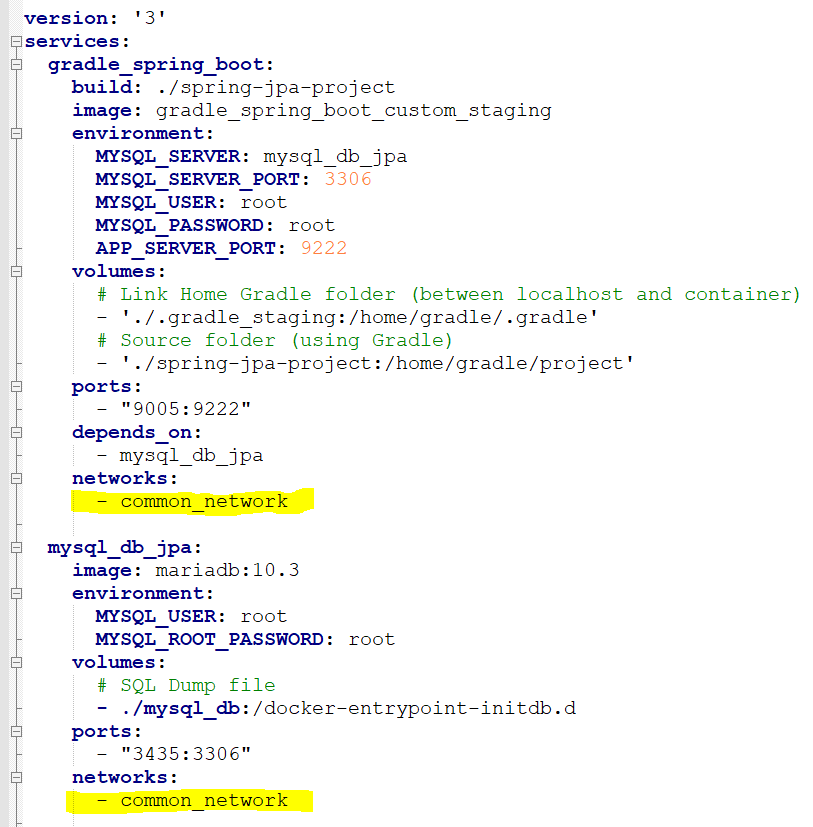 version: '3'
services:
  gradle_spring_boot:
    build: ./spring-jpa-project
    image: gradle_spring_boot_custom_staging
    environment:
      MYSQL_SERVER: mysql_db_jpa
      MYSQL_SERVER_PORT: 3306
      MYSQL_USER: root
      MYSQL_PASSWORD: root
      APP_SERVER_PORT: 9222
    volumes:
      # Link Home Gradle folder (between localhost and container)
      - './.gradle_staging:/home/gradle/.gradle'
      # Source folder (using Gradle)
      - './spring-jpa-project:/home/gradle/project'
    ports:
      - "9005:9222"
    depends_on:
      - mysql_db_jpa
    networks:
      - common_network
  mysql_db_jpa:
    image: mariadb:10.3
    environment:
      MYSQL_USER: root
      MYSQL_ROOT_PASSWORD: root
    volumes:
      # SQL Dump file
      - ./mysql_db:/docker-entrypoint-initdb.d
    ports:
      - "3435:3306"
    networks:
      - common_network